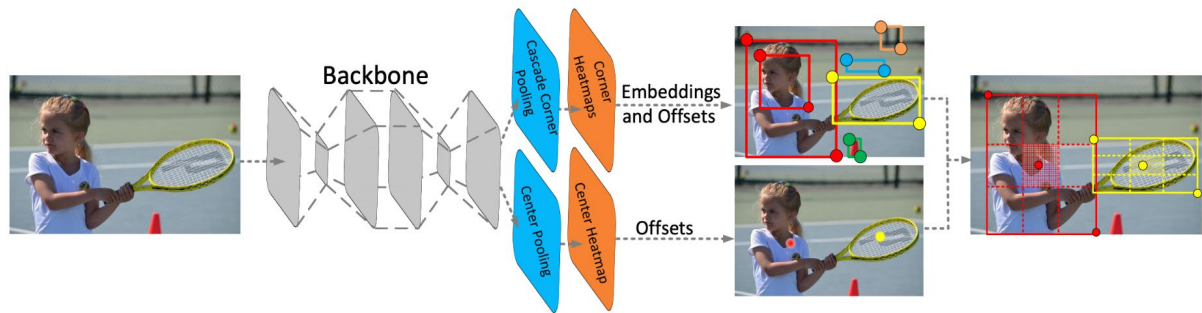 Backbone
Cascade Corner
Pooling
Corner
Heatmaps
Embeddings
and Offsets
Center Pooling
Center Heatmap
Offsets